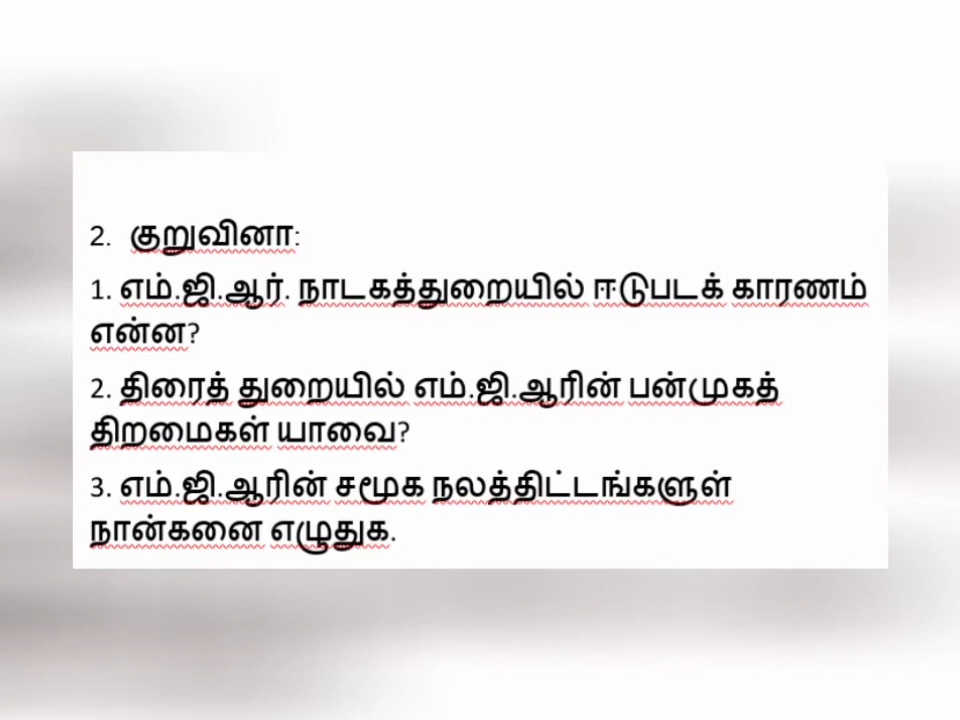 2. குறுவினா:
1. எம்.ஜி.ஆர். நாடகத்துறையில் ஈடுபடக் காரணம்
என்ன?
2. திரைத் துறையில் எம்.ஜி.ஆரின் பன்முகத்
திறமைகள் யாவை?
3. எம்.ஜி.ஆரின் சமூக நலத்திட்டங்களுள்
நான்கனை எழுதுக.